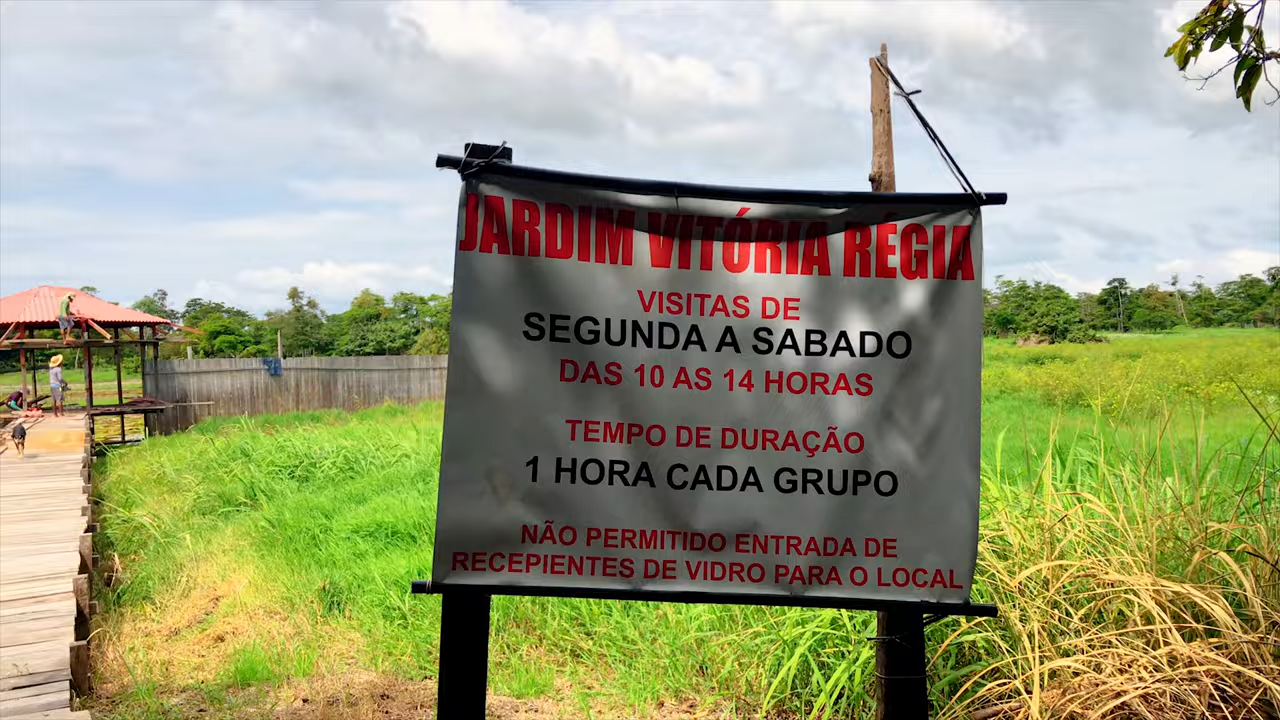 JARDIM VITÓRIA RÉGIA
VISITAS DE
SEGUNDA A SABADO
DAS 10 AS 14 HORAS
TEMPO DE DURAÇÃO
1 HORA CADA GRUPO
NÃO PERMITIDO ENTRADA DE
RECEPIENTES DE VIDRO PARA O LOCAL